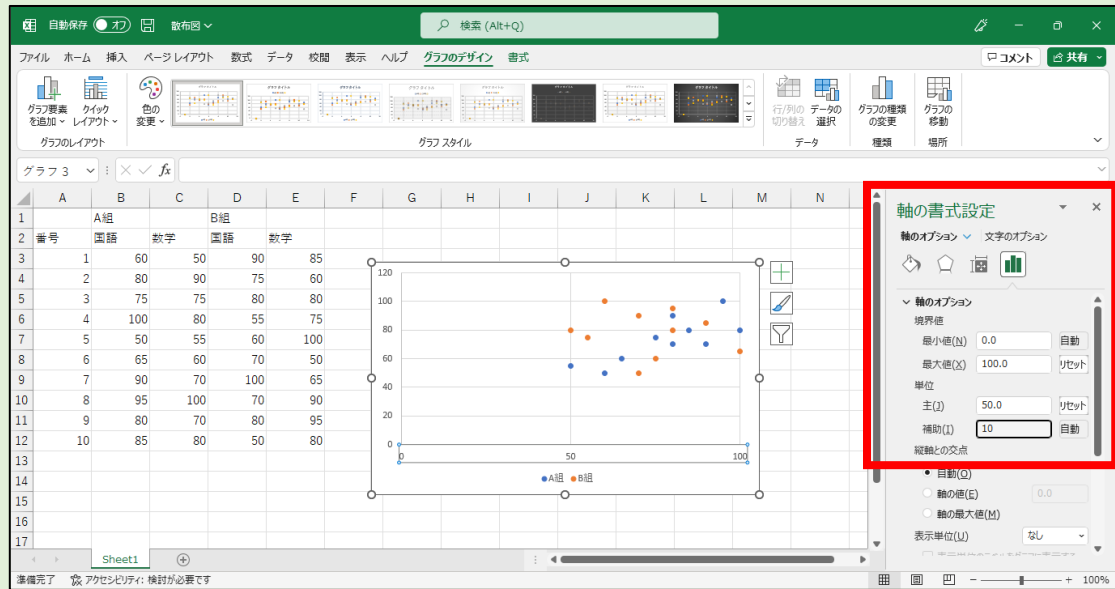 自動保存 オフ 散布図 検索 (Alt+Q)
ファイル ホーム 挿入 ページ レイアウト 数式 データ 校閲 表示 ヘルプ グラフのデザイン 書式 コメント 共有
グラフ要素を追加 クイックレイアウト 色の変更 行/列の切り替え データの選択 グラフの種類の変更 グラフの移動
グラフのレイアウト グラフ スタイル データ 種類 場所
グラフ 3 fx
A B C D E F G H I J K L M N
1 A組 B組
2 番号 国語 数学 国語 数学
3 1 60 50 90 85
4 2 80 90 75 60
5 3 75 75 80 80
6 4 100 80 55 75
7 5 50 55 60 100
8 6 65 60 70 50
9 7 90 70 100 65
10 8 95 100 70 90
11 9 80 70 80 95
12 10 85 80 50 80
13
14
15
16
17
120
100
80
60
40
20
0
0 50 100
A組 B組
軸の書式設定
軸のオプション 文字のオプション
軸のオプション
境界値
最小値(N) 0.0 自動
最大値(X) 100.0 リセット
単位
主(J) 50.0 リセット
補助(I) 10 自動
縦軸との交点
自動(O)
軸の値(E) 0.0
軸の最大値(M)
表示単位(U) なし
Sheet1
準備完了 アクセシビリティ: 検討が必要です 100%